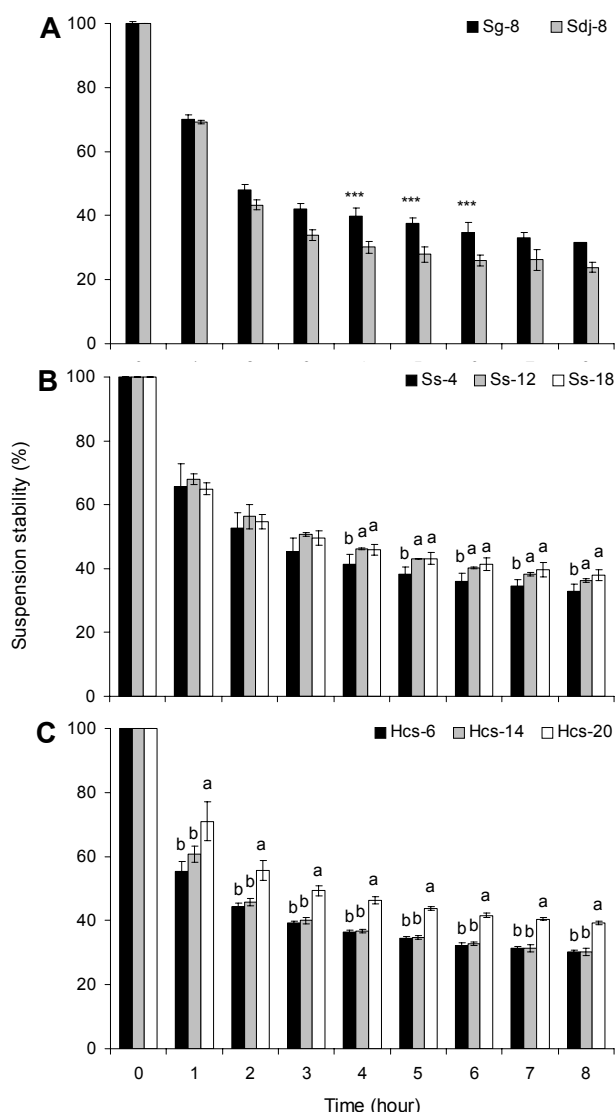 A
Sg-8 Sdj-8
100
80
60
*** *** ***
40
20
0
B
Ss-4 Ss-12 Ss-18
100
80
60
b a a b a a b a a b a a b a a
40
20
0
Suspension stability (%)
C
Hcs-6 Hcs-14 Hcs-20
100
80
a
60
b b a
b b a a a a a a
40
b b b b b b b b b b b b
20
0
0 1 2 3 4 5 6 7 8
Time (hour)